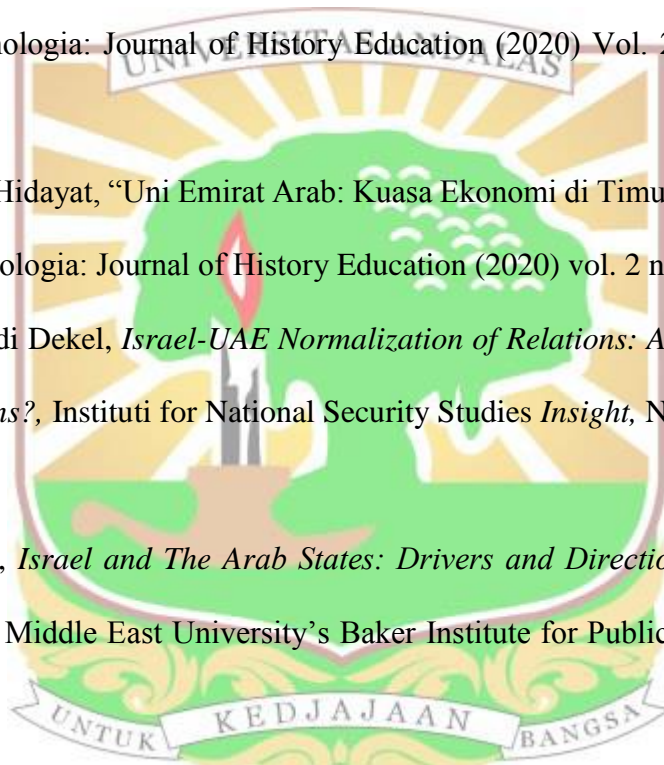 nologia: Journal of History Education (2020) Vol. 2
UNIVERSITAS ANDALAS
Hidayat, “Uni Emirat Arab: Kuasa Ekonomi di Timu
ologia: Journal of History Education (2020) vol. 2 n
di Dekel, Israel-UAE Normalization of Relations: A
ns?, Instituti for National Security Studies Insight, N
, Israel and The Arab States: Drivers and Directio
Middle East University’s Baker Institute for Public
UNTUK KEDJAJAAN BANGSA